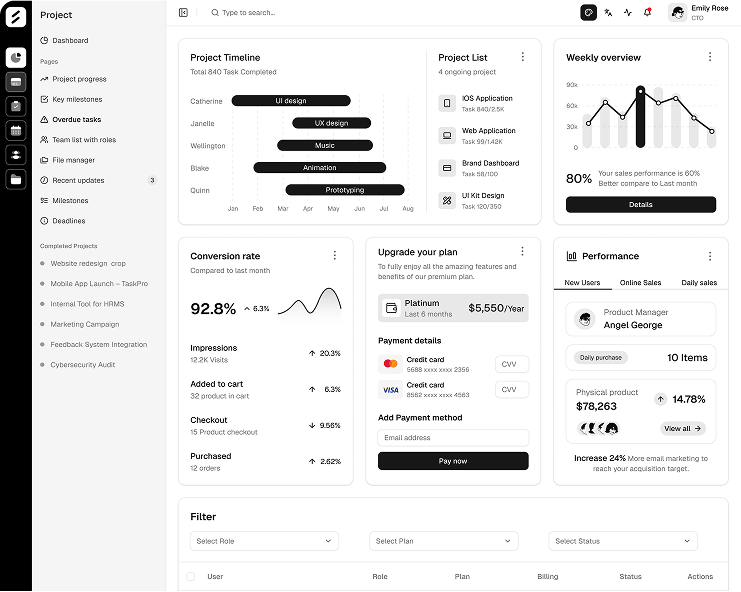 Project
Dashboard
Pages
Project progress
Key milestones
Overdue tasks
Team list with roles
File manager
Recent updates 3
Milestones
Deadlines
Completed Projects
Website redesign crop
Mobile App Launch – TaskPro
Internal Tool for HRMS
Marketing Campaign
Feedback System Integration
Cybersecurity Audit
Type to search...
Emily Rose
CTO
Project Timeline
Total 840 Task Completed
Catherine UI design
Janelle UX design
Wellington Music
Blake Animation
Quinn Prototyping
Jan Feb Mar Apr May Jun Jul Aug
Project List
4 ongoing project
IOS Application
Task 840/2.5K
Web Application
Task 99/1.42K
Brand Dashboard
Task 58/100
UI Kit Design
Task 120/350
Weekly overview
90k
60k
30k
0
80% Your sales performance is 60%
Better compare to Last month
Details
Conversion rate
Compared to last month
92.8% 6.3%
Impressions
12.2K Visits
20.3%
Added to cart
32 product in cart
6.3%
Checkout
15 Product checkout
9.56%
Purchased
12 orders
2.62%
Upgrade your plan
To fully enjoy all the amazing features and
benefits of our premium plan.
Platinum
Last 6 months
$5,550/Year
Payment details
Credit card
5688 xxxx xxxx 2356
CVV
VISA
Credit card
8562 xxxx xxxx 4563
CVV
Add Payment method
Email address
Pay now
Performance
New Users Online Sales Daily sales
Product Manager
Angel George
Daily purchase 10 Items
Physical product
$78,263
14.78%
View all
Increase 24% More email marketing to
reach your acquisition target.
Filter
Select Role Select Plan Select Status
User Role Plan Billing Status Actions